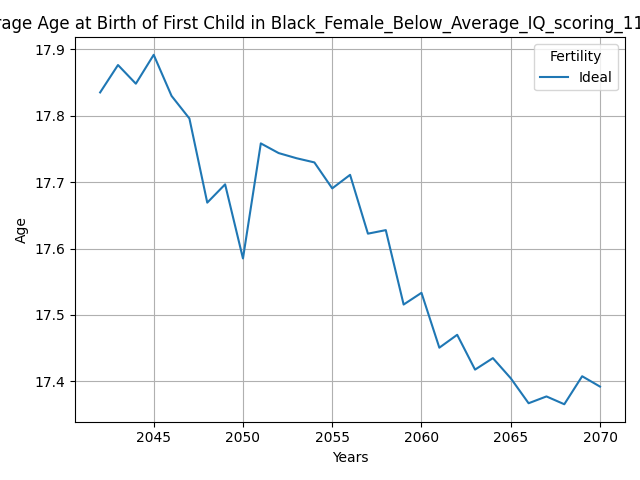 rage Age at Birth of First Child in Black_Female_Below_Average_IQ_scoring_11
Fertility
Ideal
17.9
17.8
17.7
17.6
17.5
17.4
Age
2045 2050 2055 2060 2065 2070
Years